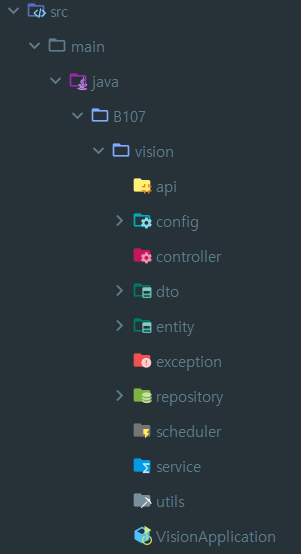 src
main
java
B107
vision
api
config
controller
dto
entity
exception
repository
scheduler
service
utils
VisionApplication